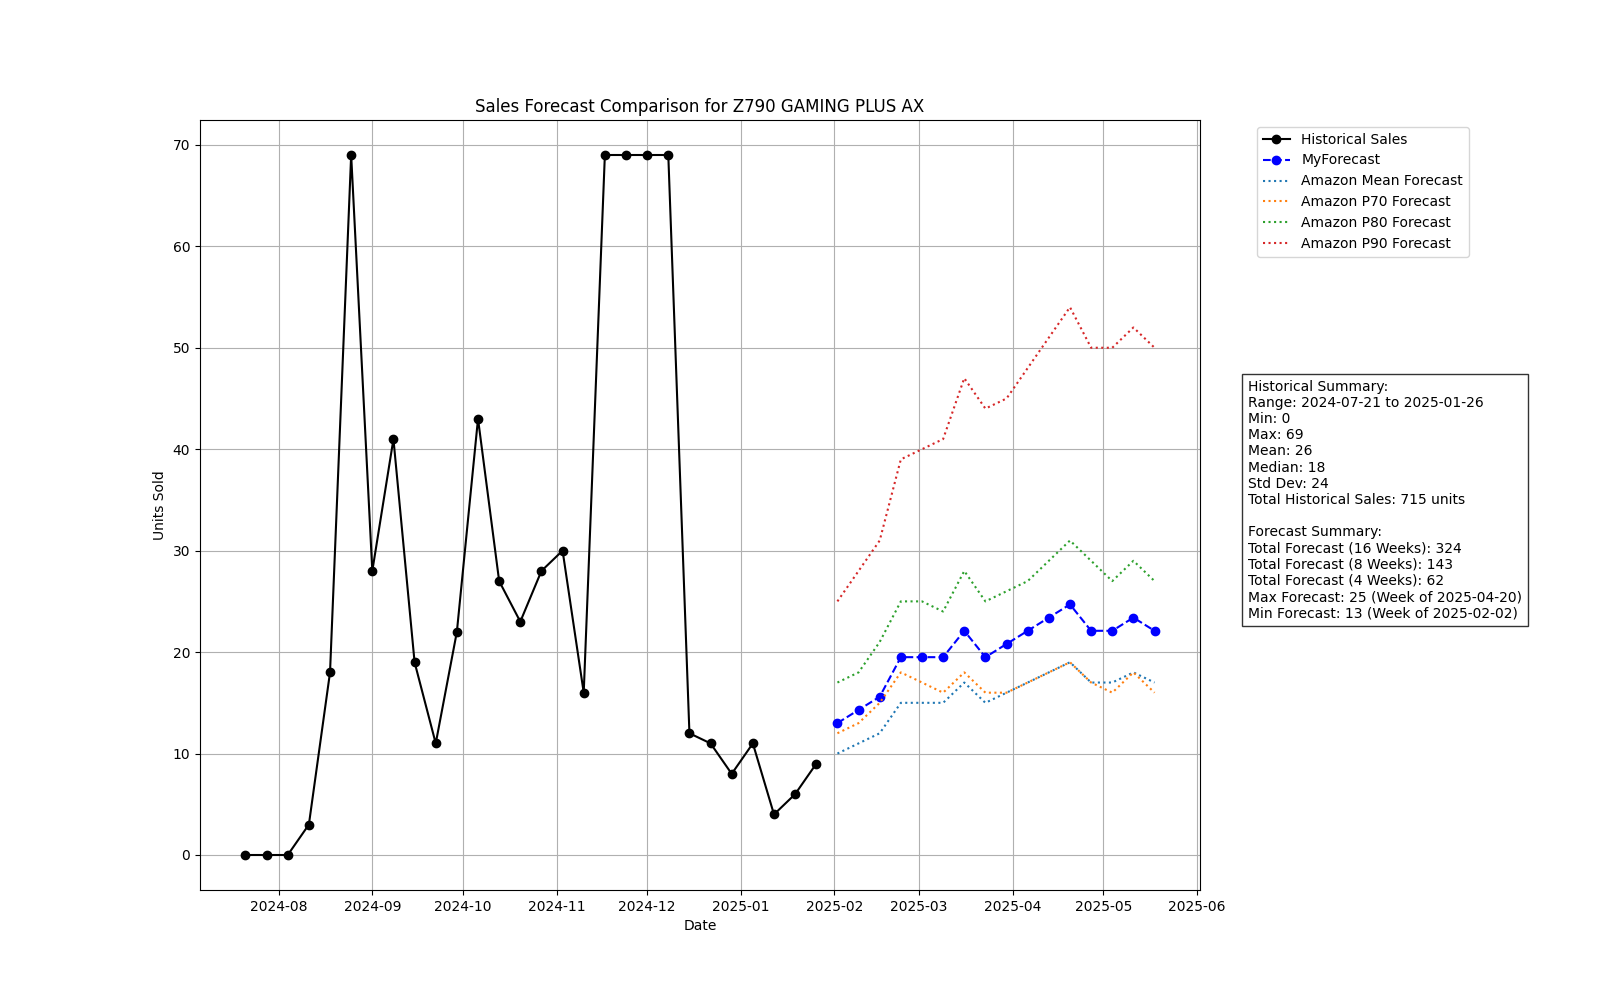 Sales Forecast Comparison for Z790 GAMING PLUS AX
70
60
50
40
30
20
10
0
Units Sold
2024-08
2024-09
2024-10
2024-11
2024-12
2025-01
2025-02
2025-03
2025-04
2025-05
2025-06
Date
Historical Sales
MyForecast
Amazon Mean Forecast
Amazon P70 Forecast
Amazon P80 Forecast
Amazon P90 Forecast
Historical Summary:
Range: 2024-07-21 to 2025-01-26
Min: 0
Max: 69
Mean: 26
Median: 18
Std Dev: 24
Total Historical Sales: 715 units
Forecast Summary:
Total Forecast (16 Weeks): 324
Total Forecast (8 Weeks): 143
Total Forecast (4 Weeks): 62
Max Forecast: 25 (Week of 2025-04-20)
Min Forecast: 13 (Week of 2025-02-02)